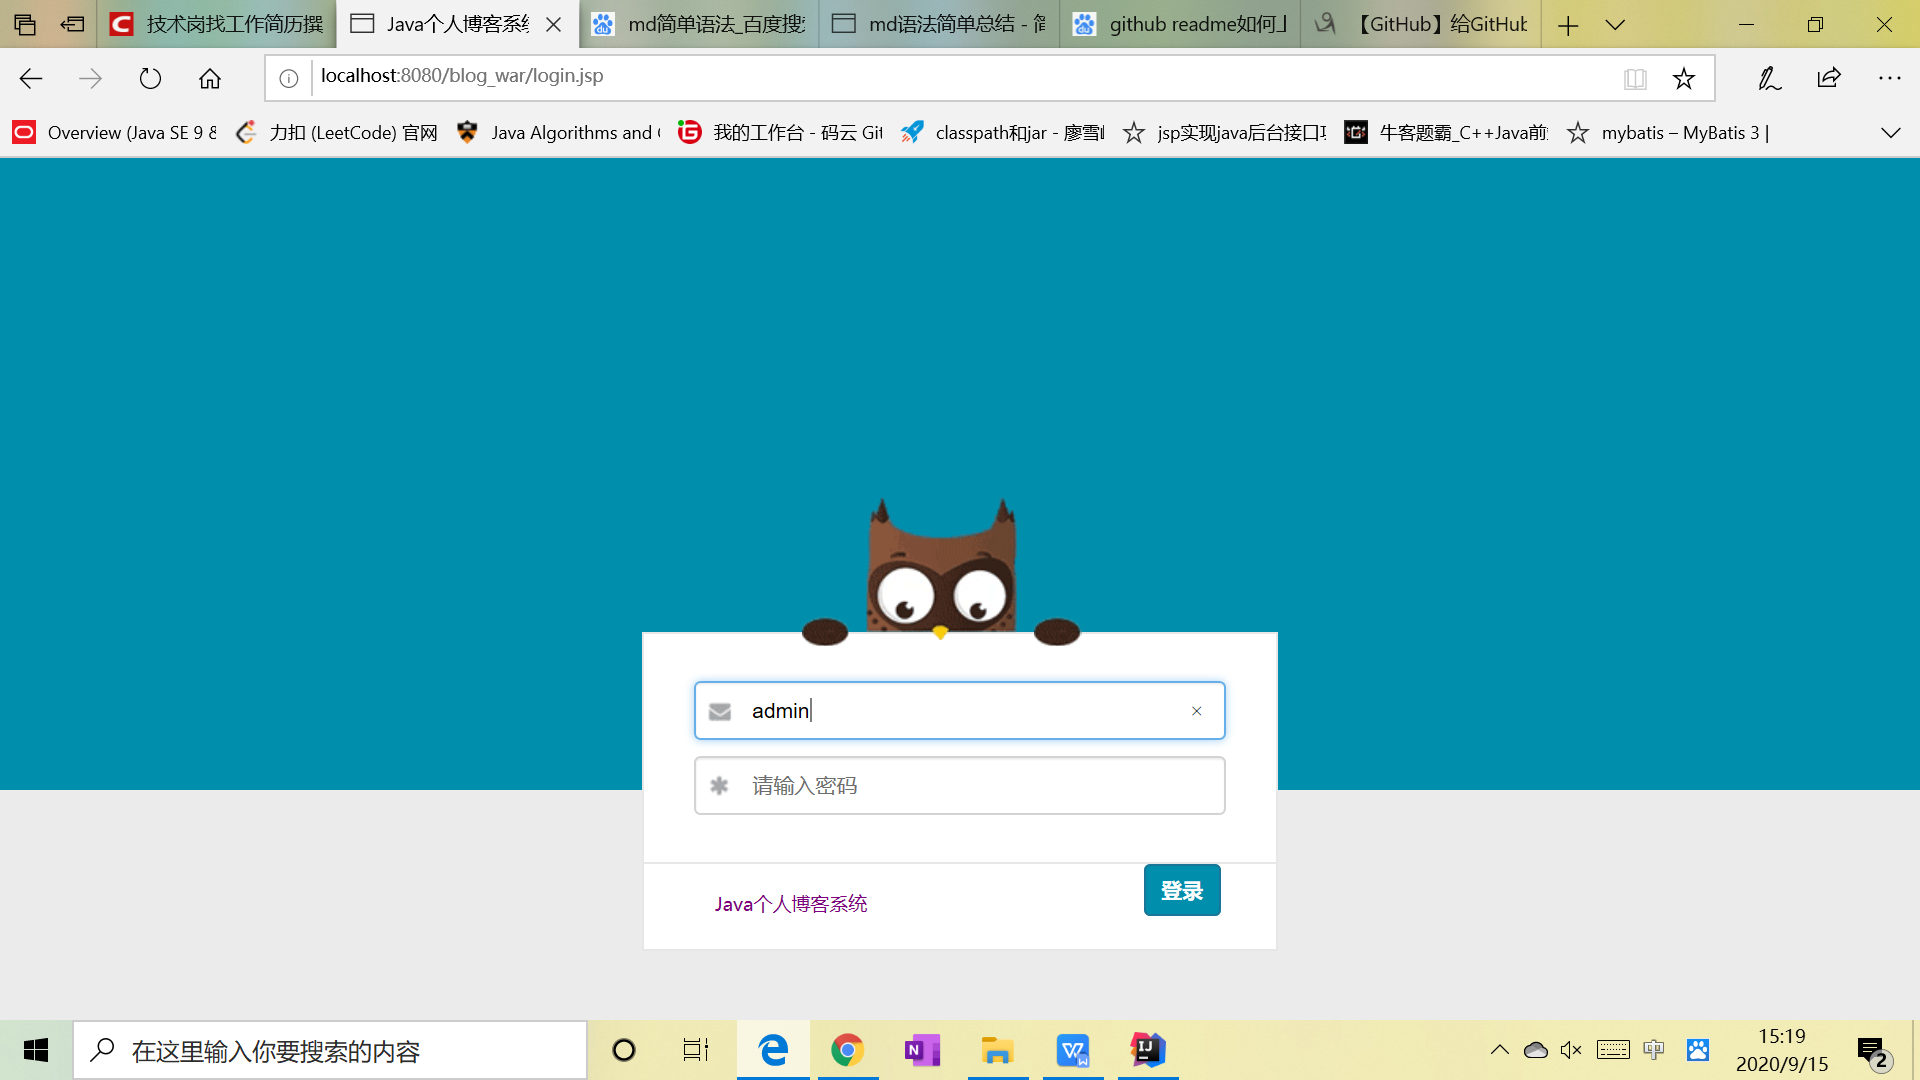 技术岗找工作简历撰
Java个人博客系统
md简单语法_百度搜
md语法简单总结 - 简
github readme如何上
【GitHub】给GitHub
localhost:8080/blog_war/login.jsp
Overview (Java SE 9 &
力扣 (LeetCode) 官网
Java Algorithms and
我的工作台 - 码云 Git
classpath和jar - 廖雪
jsp实现java后台接口
牛客题霸_C++Java前
mybatis – MyBatis 3 |
admin
请输入密码
Java个人博客系统
登录
在这里输入你要搜索的内容
中
15:19
2020/9/15
2